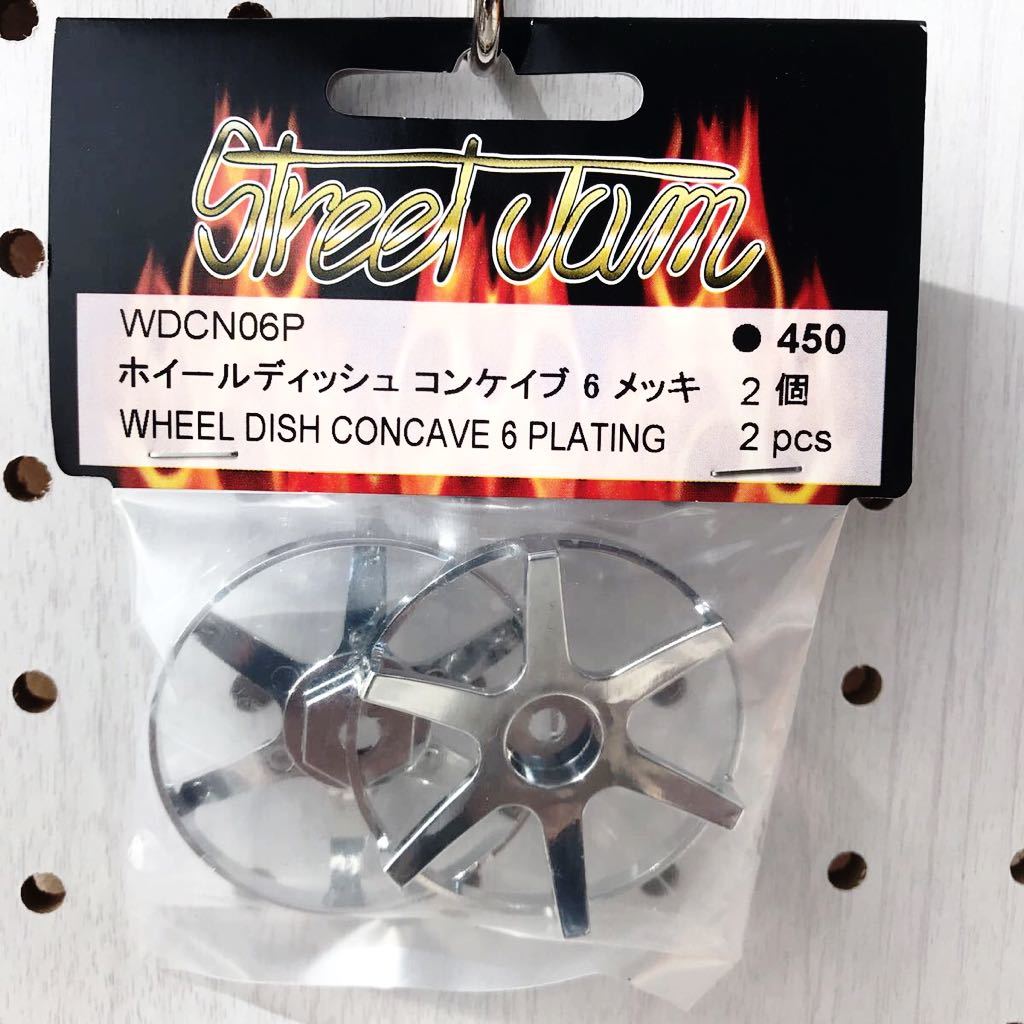 Street Jam
WDCN06P ● 450
ホイールディッシュ コンケイブ 6 メッキ 2 個
WHEEL DISH CONCAVE 6 PLATING 2 pcs